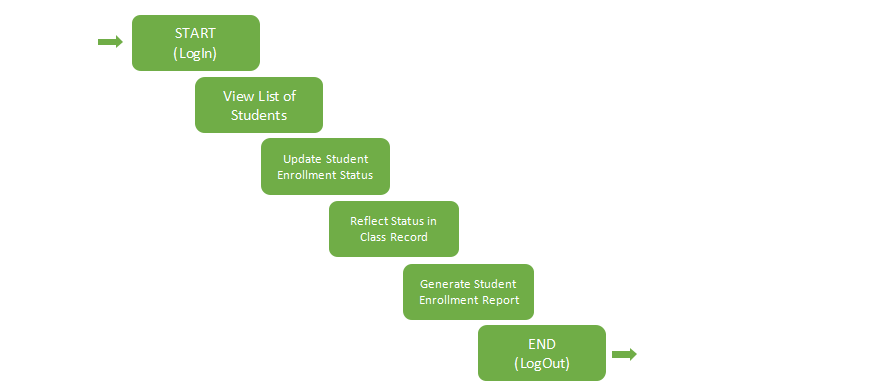 START
(LogIn)
View List of
Students
Update Student
Enrollment Status
Reflect Status in
Class Record
Generate Student
Enrollment Report
END
(LogOut)